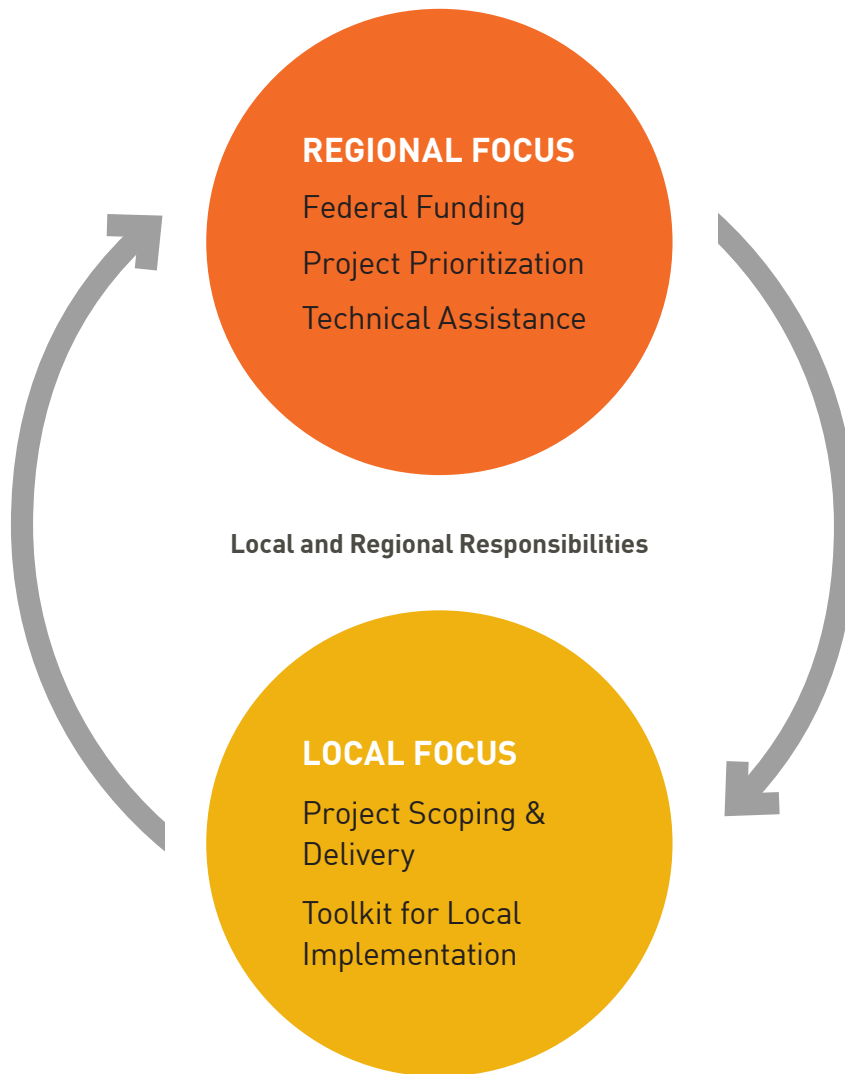 REGIONAL FOCUS
Federal Funding
Project Prioritization
Technical Assistance
Local and Regional Responsibilities
LOCAL FOCUS
Project Scoping &
Delivery
Toolkit for Local
Implementation